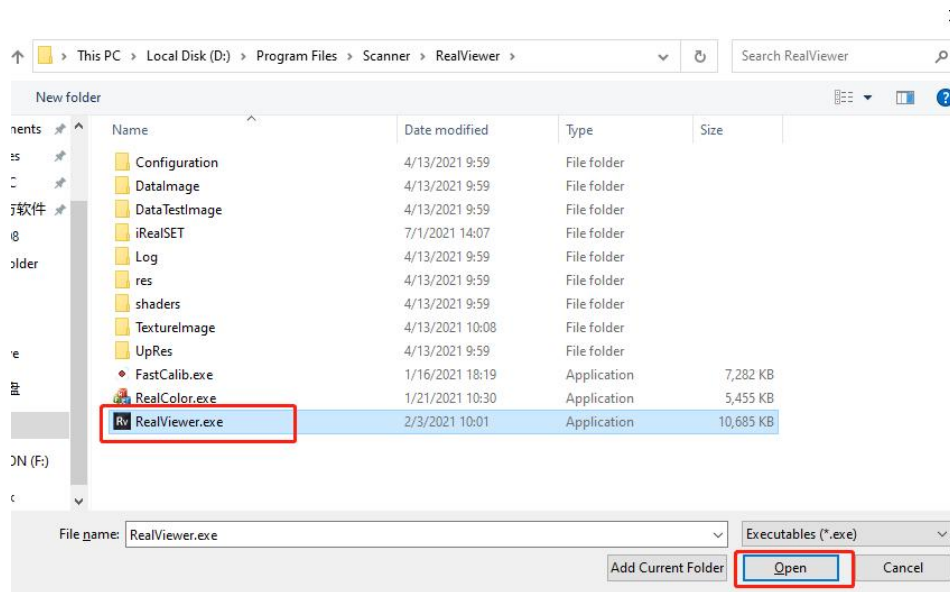 This PC > Local Disk (D:) > Program Files > Scanner > RealViewer >
Search RealViewer
New folder
Name Date modified Type Size
Configuration 4/13/2021 9:59 File folder
DataImage 4/13/2021 9:59 File folder
DataTestImage 4/13/2021 9:59 File folder
iRealSET 7/1/2021 14:07 File folder
Log 4/13/2021 9:59 File folder
res 4/13/2021 9:59 File folder
shaders 4/13/2021 9:59 File folder
TextureImage 4/13/2021 10:08 File folder
UpRes 4/13/2021 9:59 File folder
FastCalib.exe 1/16/2021 18:19 Application 7,282 KB
RealColor.exe 1/21/2021 10:30 Application 5,455 KB
Rv RealViewer.exe 2/3/2021 10:01 Application 10,685 KB
(F:)
File name: RealViewer.exe Executables (*.exe)
Add Current Folder Open Cancel